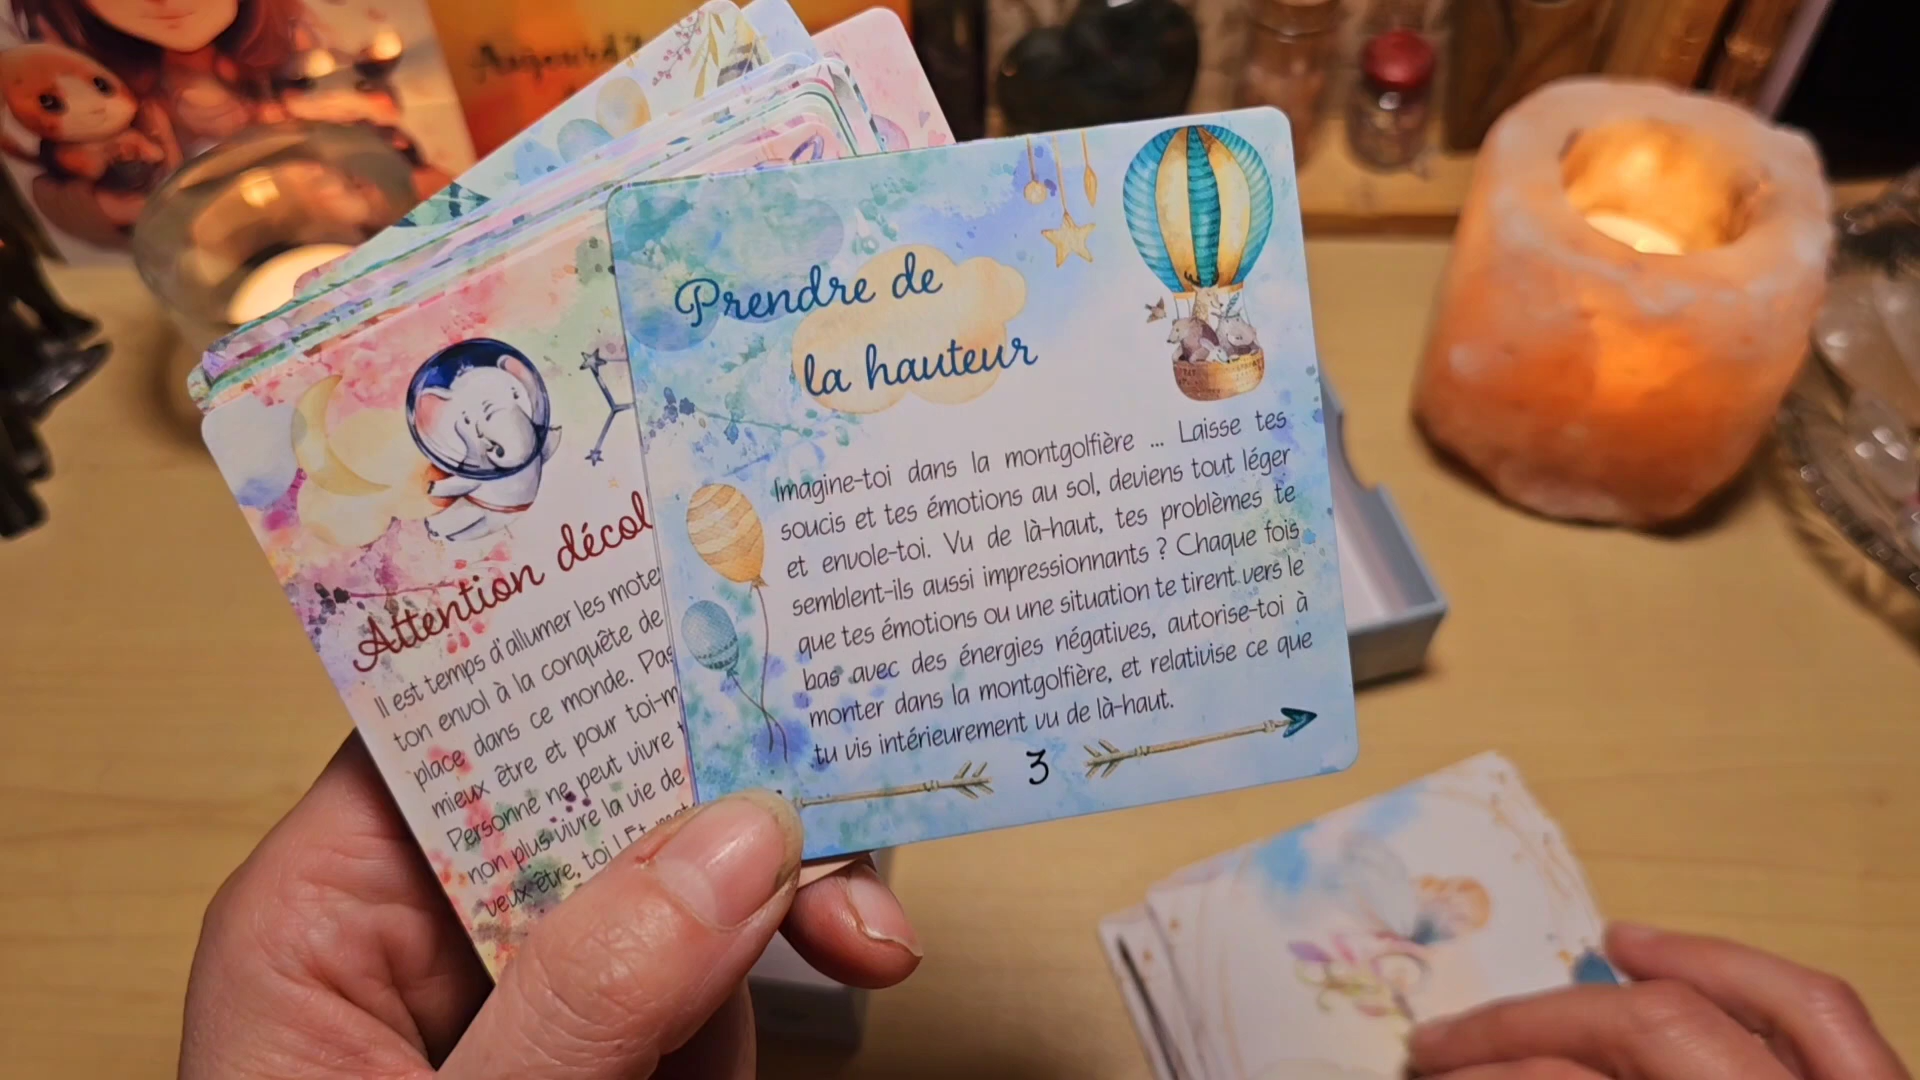 Aujourd'h
Prendre de
la hauteur
Imagine-toi dans la montgolfière ... Laisse tes
soucis et tes émotions au sol, deviens tout léger
et envole-toi. Vu de là-haut, tes problèmes te
semblent-ils aussi impressionnants ? Chaque fois
que tes émotions ou une situation te tirent vers le
bas avec des énergies négatives, autorise-toi à
monter dans la montgolfière, et relativise ce que
tu vis intérieurement vu de là-haut.
3
Attention décol
Il est temps d'allumer les mote
ton envol à la conquête de
place dans ce monde. Pas
mieux être et pour toi-m
Personne ne peut vivre
non plus vivre la vie de
veux être, toi ! Et